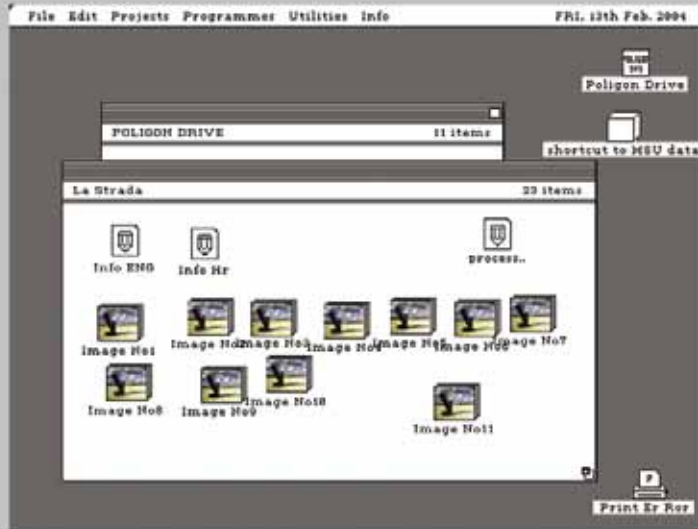 File Edit Projects Programmer Utilities Info FRI, 13th Feb. 2004
POLIGON
Poligon Drive
shortcut to MSU data
POLIGON DRIVE 11 items
La Strada 23 items
Info ENG Info Hr process..
Image No1 Image No2 Image No3 Image No4 Image No5 Image No6 Image No7
Image No8 Image No9 Image No10
Image No11
Print Er Ror